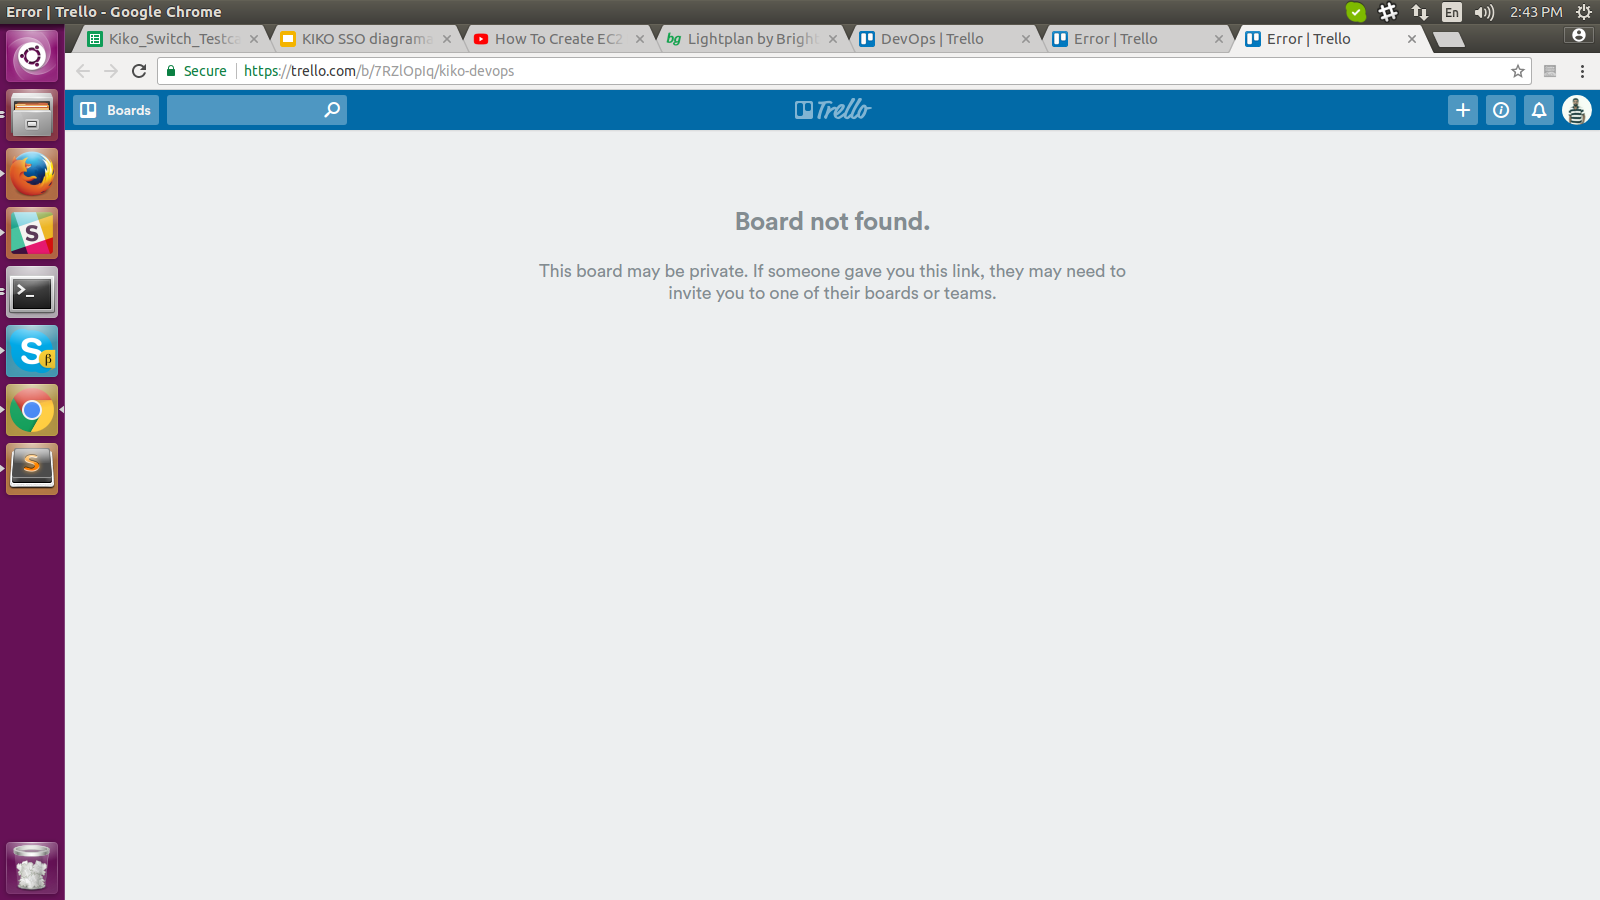 Error | Trello - Google Chrome
En
2:43 PM
Kiko_Switch_Testca
KIKO SSO diagrama
How To Create EC2
bg Lightplan by Bright
DevOps | Trello
Error | Trello
Error | Trello
Secure
https://trello.com/b/7RZlOpIq/kiko-devops
Boards
Trello
Board not found.
This board may be private. If someone gave you this link, they may need to
invite you to one of their boards or teams.
S
>_
S β
S